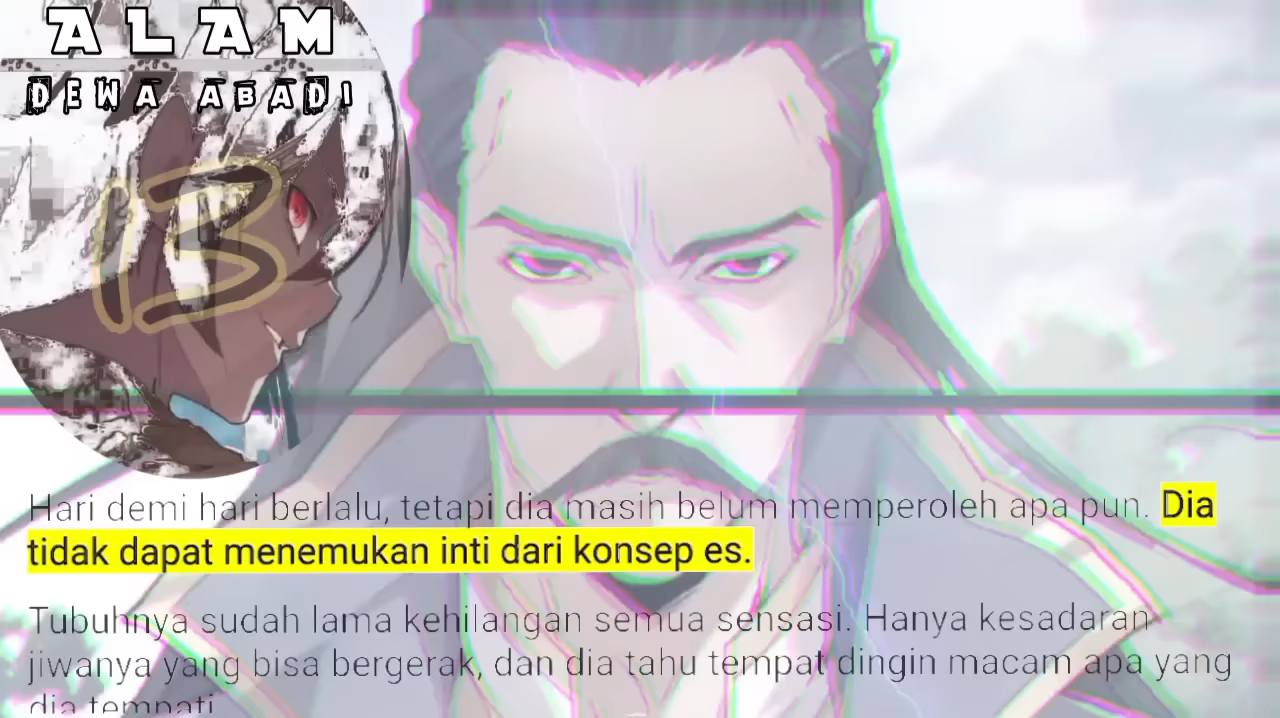 ALAM
DEWA ABADI
13
Hari demi hari berlalu, tetapi dia masih belum memperoleh apa pun. Dia
tidak dapat menemukan inti dari konsep es.
Tubuhnya sudah lama kehilangan semua sensasi. Hanya kesadaran
jiwanya yang bisa bergerak, dan dia tahu tempat dingin macam apa yang
dia tempati